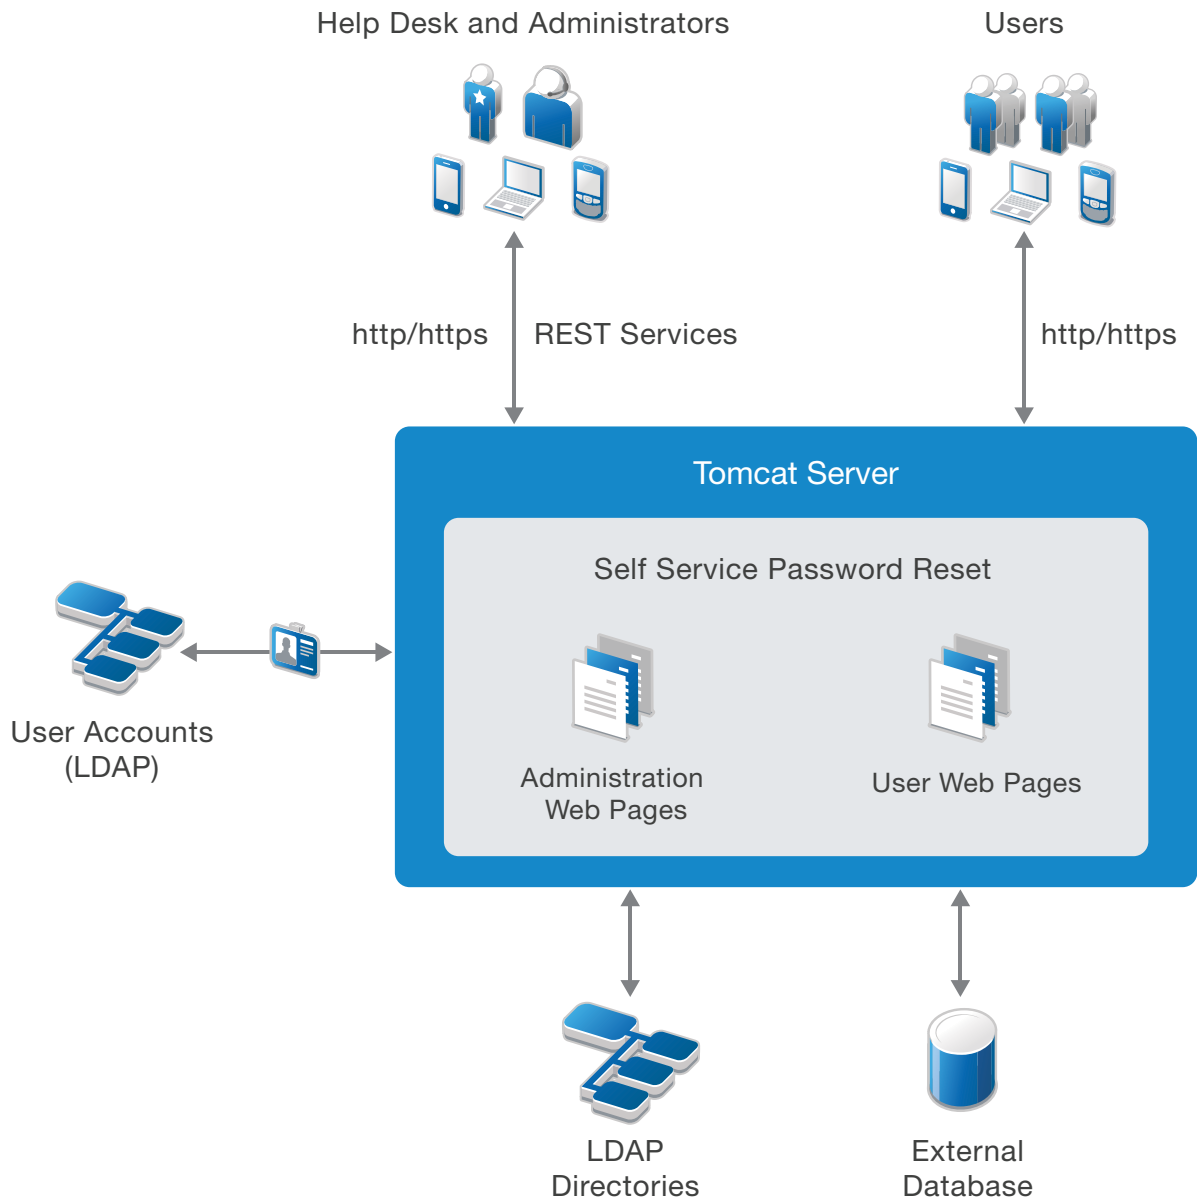 Help Desk and Administrators
Users
http/https
REST Services
http/https
Tomcat Server
Self Service Password Reset
User Accounts
(LDAP)
Administration
Web Pages
User Web Pages
LDAP
Directories
External
Database